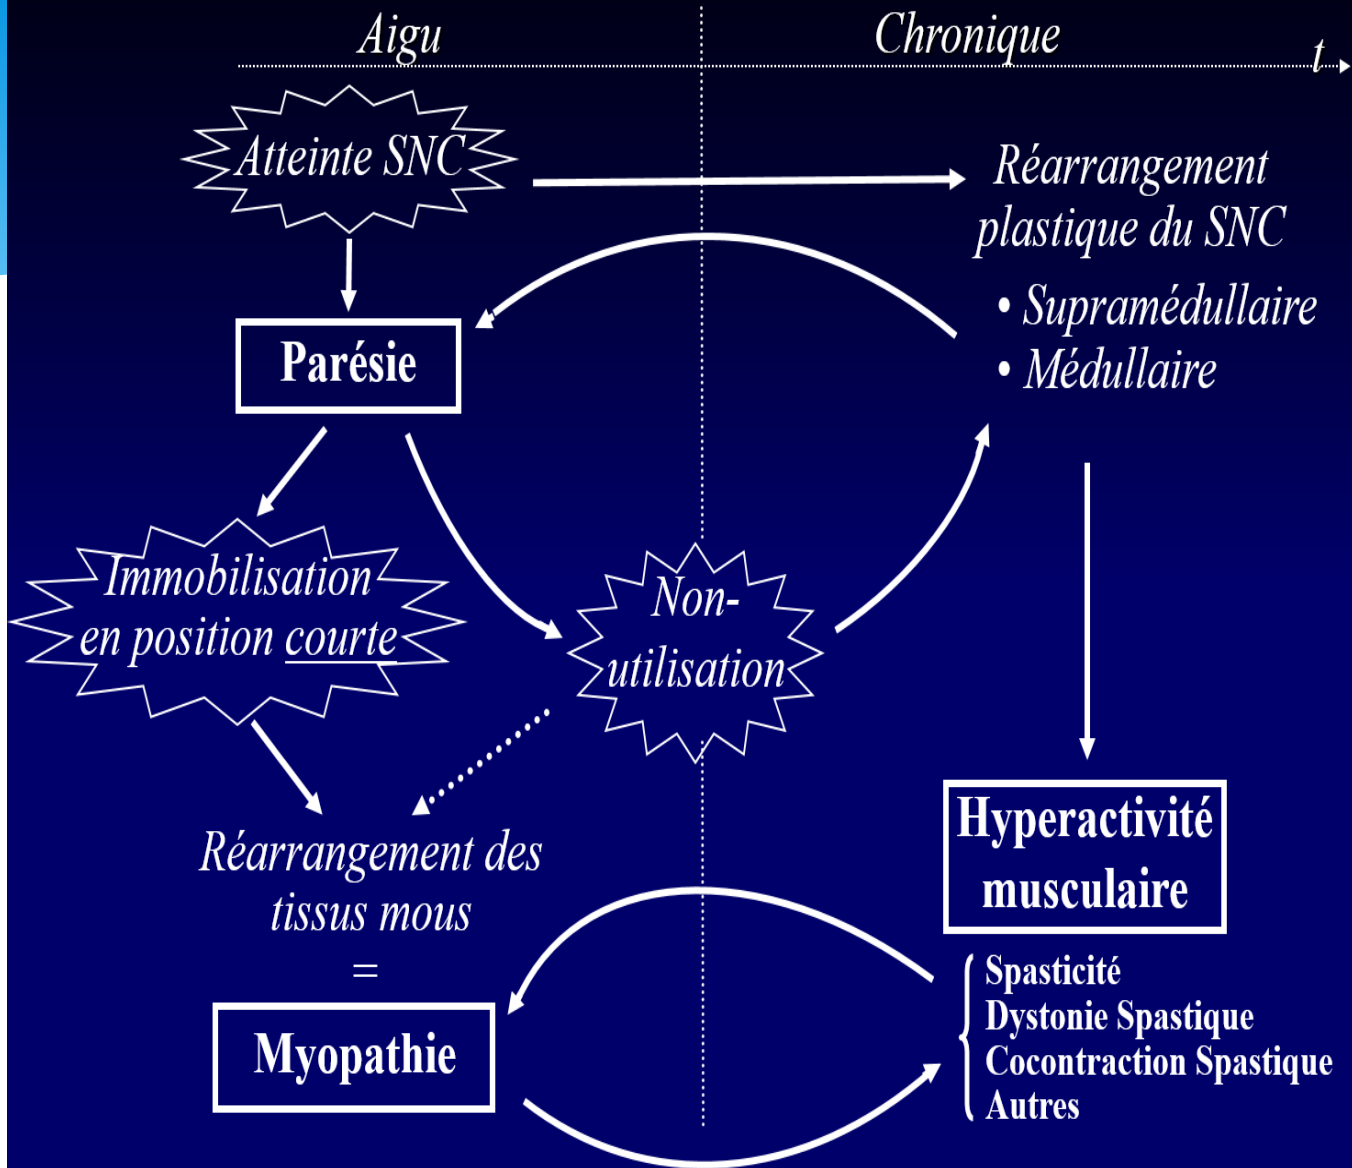 Aigu
Chronique
t
Atteinte SNC
Réarrangement
plastique du SNC
• Supramédullaire
• Médullaire
Parésie
Immobilisation
en position courte
Non-
utilisation
Réarrangement des
tissus mous
=
Myopathie
Hyperactivité
musculaire
Spasticité
Dystonie Spastique
Cocontraction Spastique
Autres